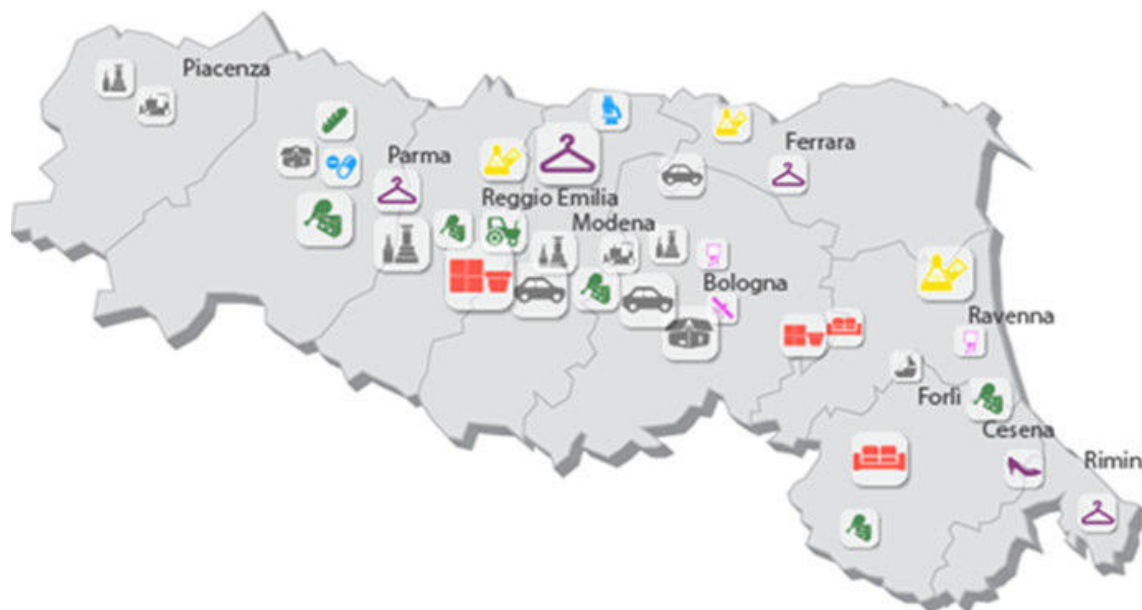 Piacenza
Ferrara
Parma
Reggio Emilia
Modena
Bologna
Ravenna
Forlì
Cesena
Rimin